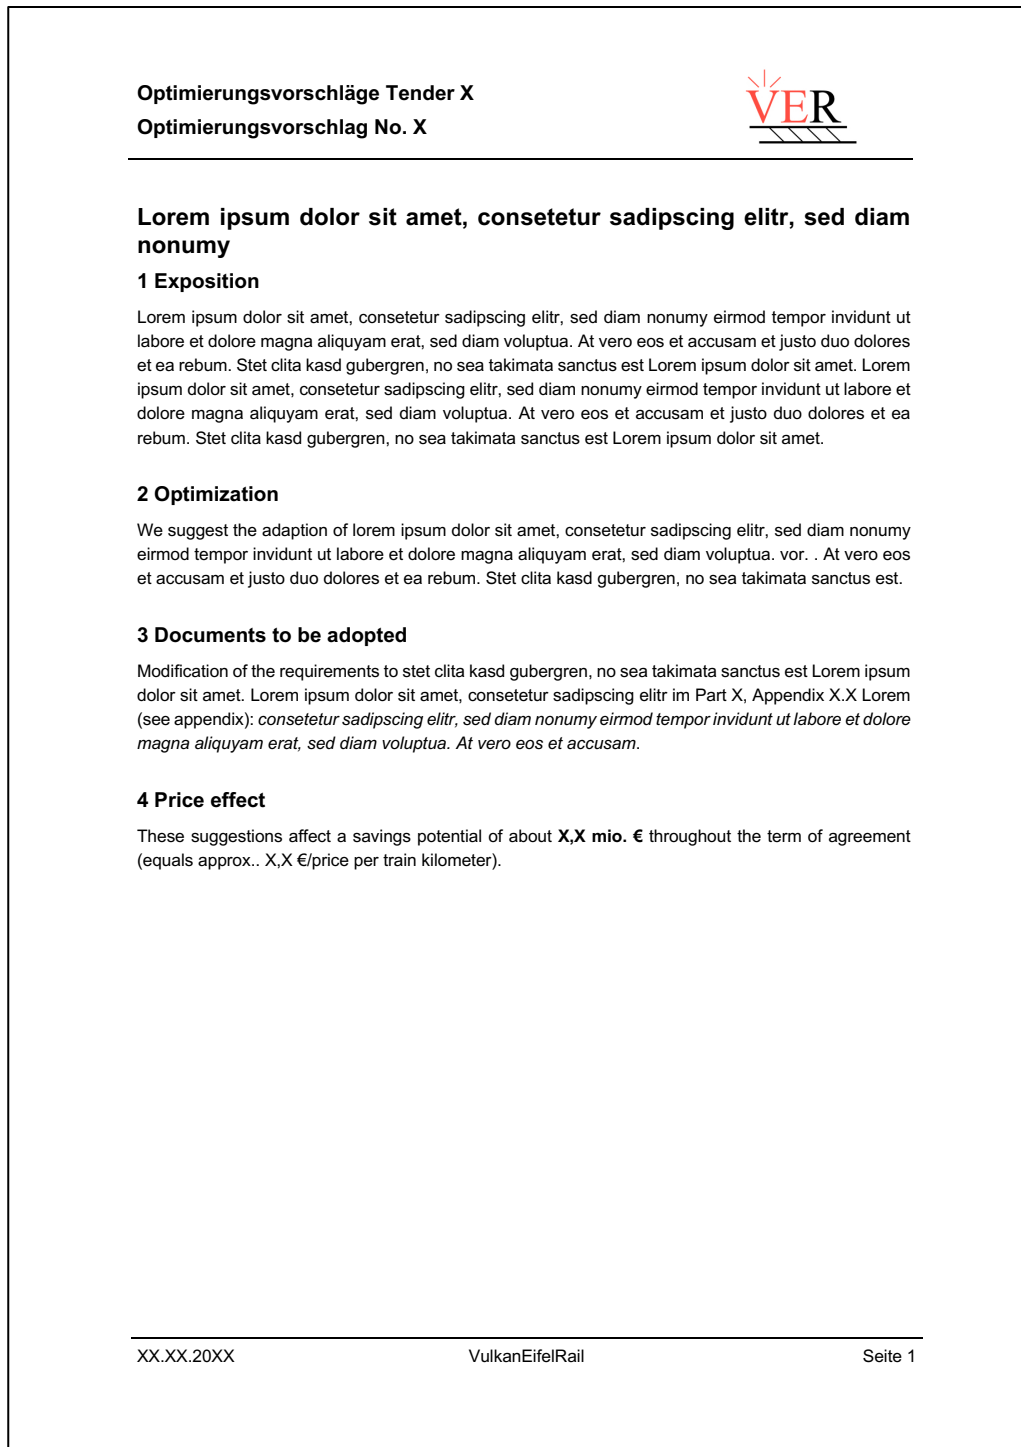 Optimierungsvorschläge Tender X
Optimierungsvorschlag No. X
VER
Lorem ipsum dolor sit amet, consetetur sadipscing elitr, sed diam
nonumy
1 Exposition
Lorem ipsum dolor sit amet, consetetur sadipscing elitr, sed diam nonumy eirmod tempor invidunt ut
labore et dolore magna aliquyam erat, sed diam voluptua. At vero eos et accusam et justo duo dolores
et ea rebum. Stet clita kasd gubergren, no sea takimata sanctus est Lorem ipsum dolor sit amet. Lorem
ipsum dolor sit amet, consetetur sadipscing elitr, sed diam nonumy eirmod tempor invidunt ut labore et
dolore magna aliquyam erat, sed diam voluptua. At vero eos et accusam et justo duo dolores et ea
rebum. Stet clita kasd gubergren, no sea takimata sanctus est Lorem ipsum dolor sit amet.
2 Optimization
We suggest the adaption of lorem ipsum dolor sit amet, consetetur sadipscing elitr, sed diam nonumy
eirmod tempor invidunt ut labore et dolore magna aliquyam erat, sed diam voluptua. vor. . At vero eos
et accusam et justo duo dolores et ea rebum. Stet clita kasd gubergren, no sea takimata sanctus est.
3 Documents to be adopted
Modification of the requirements to stet clita kasd gubergren, no sea takimata sanctus est Lorem ipsum
dolor sit amet. Lorem ipsum dolor sit amet, consetetur sadipscing elitr im Part X, Appendix X.X Lorem
(see appendix): consetetur sadipscing elitr, sed diam nonumy eirmod tempor invidunt ut labore et dolore
magna aliquyam erat, sed diam voluptua. At vero eos et accusam.
4 Price effect
These suggestions affect a savings potential of about X,X mio. € throughout the term of agreement
(equals approx.. X,X €/price per train kilometer).
XX.XX.20XX VulkanEifelRail Seite 1